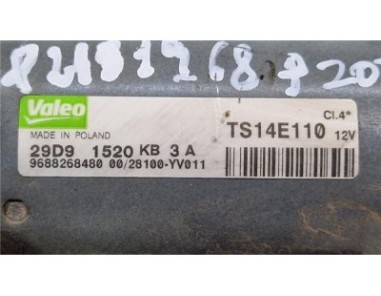 Valeo
MADE IN POLAND
TS14E110
Cl.4*
12V
29D9 1520 KB 3 A
9688268480 00/28100-YV011